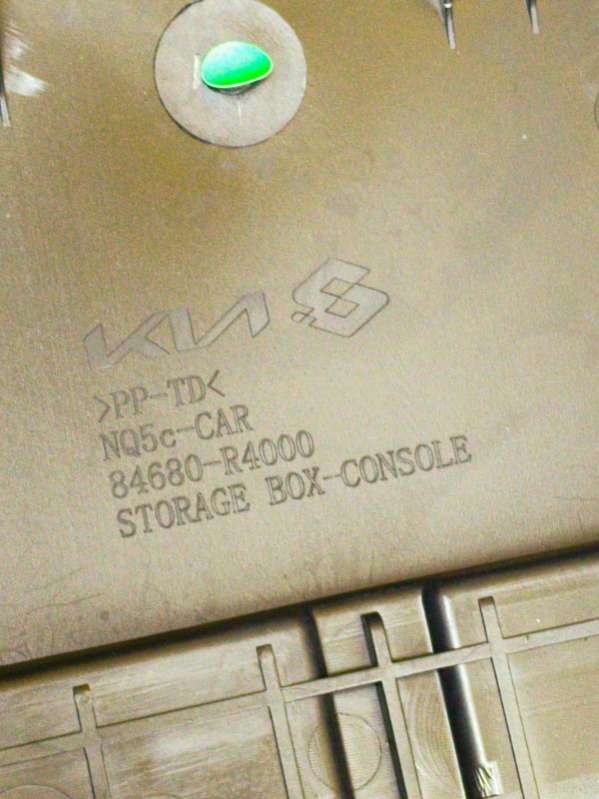 KIA
>PP-TD<
NQ5c-CAR
84680-R4000
STORAGE BOX-CONSOLE